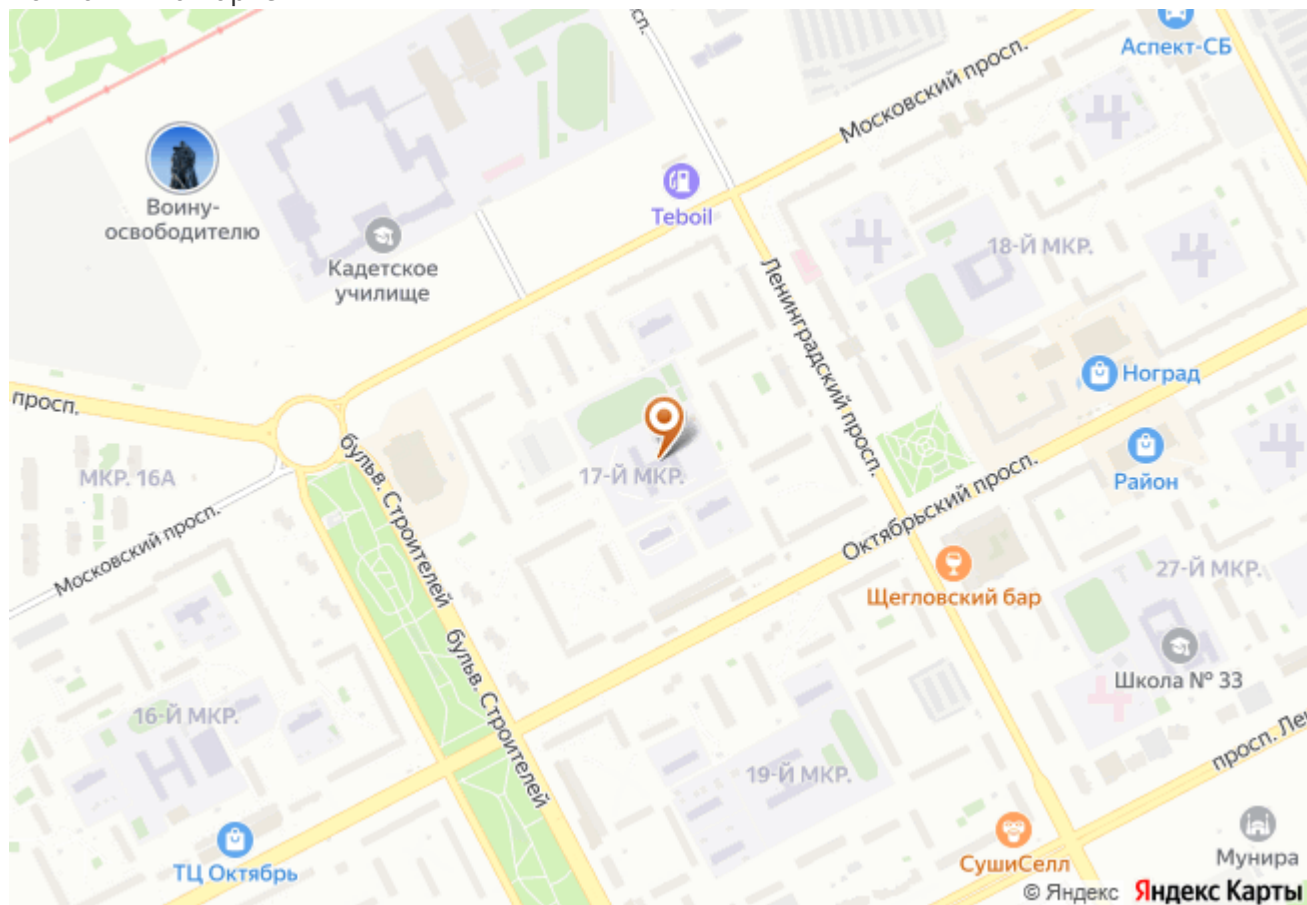 Аспект-СБ
Московский просп.
Воину-
освободителю
Teboil
Кадетское
училище
18-Й МКР.
Ленинградский просп.
Ноград
просп.
МКР. 16А
бульв. Строителей
17-Й МКР.
Район
Октябрьский просп.
Московский просп.
Щегловский бар
27-Й МКР.
бульв. Строителей
Школа № 33
16-Й МКР.
19-Й МКР.
просп. Ле
ТЦ Октябрь
СушиСелл
Мунира
© Яндекс Яндекс Карты